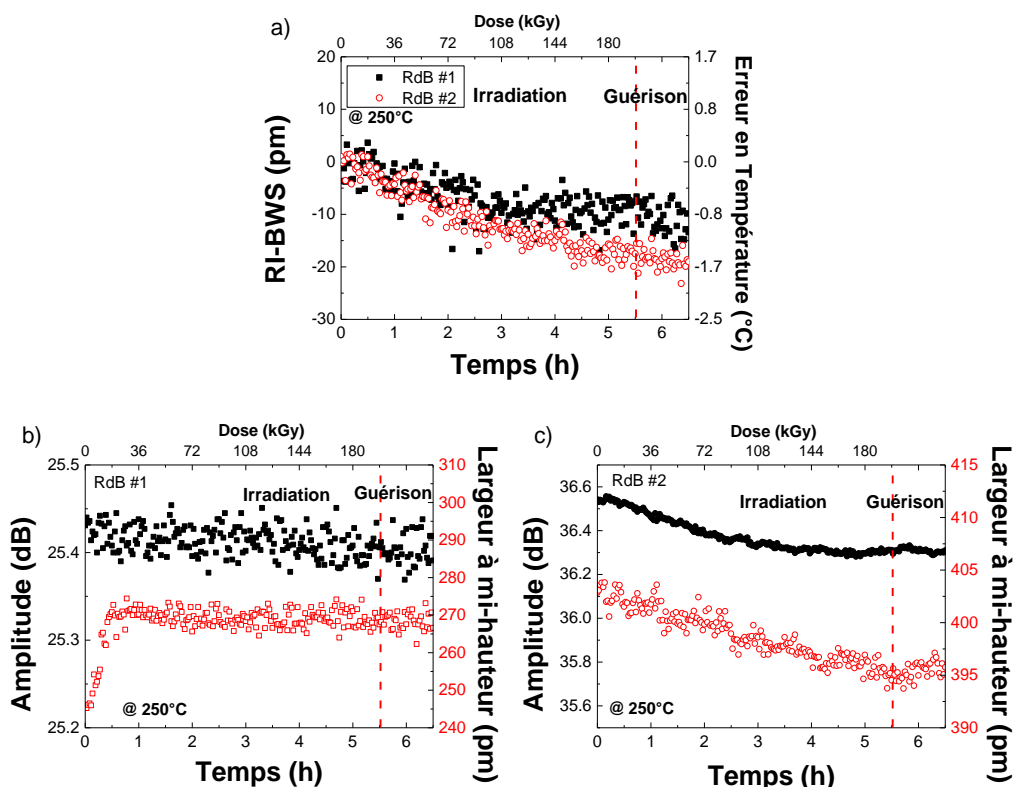 a)
Dose (kGy)
0 36 72 108 144 180
20 10 0 -10 -20 -30
RI-BWS (pm)
RdB #1
RdB #2
@ 250°C
Irradiation
Guérison
1.7 0.8 0.0 -0.8 -1.7 -2.5
Erreur en Température (°C)
0 1 2 3 4 5 6
Temps (h)
b)
Dose (kGy)
0 36 72 108 144 180
25.5 25.4 25.3 25.2
Amplitude (dB)
RdB #1
Irradiation
Guérison
@ 250°C
310 300 290 280 270 260 250 240
Largeur à mi-hauteur (pm)
0 1 2 3 4 5 6
Temps (h)
c)
Dose (kGy)
0 36 72 108 144 180
36.6 36.4 36.2 36.0 35.8 35.6
Amplitude (dB)
RdB #2
Irradiation
Guérison
@ 250°C
415 410 405 400 395 390
Largeur à mi-hauteur (pm)
0 1 2 3 4 5 6
Temps (h)